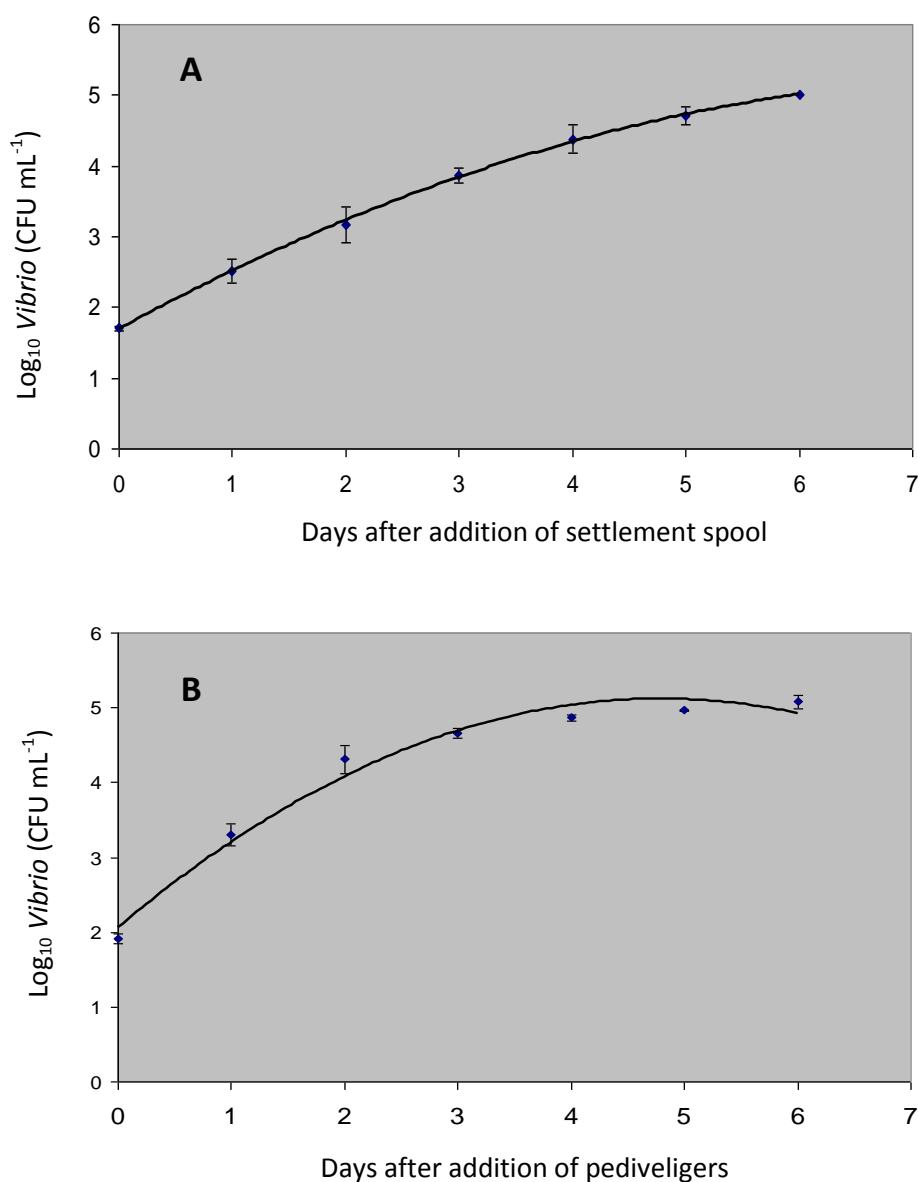 6
A
5
4
3
2
1
0
Log₁₀ Vibrio (CFU mL⁻¹)
0 1 2 3 4 5 6 7
Days after addition of settlement spool
6
B
5
4
3
2
1
0
Log₁₀ Vibrio (CFU mL⁻¹)
0 1 2 3 4 5 6 7
Days after addition of pediveligers